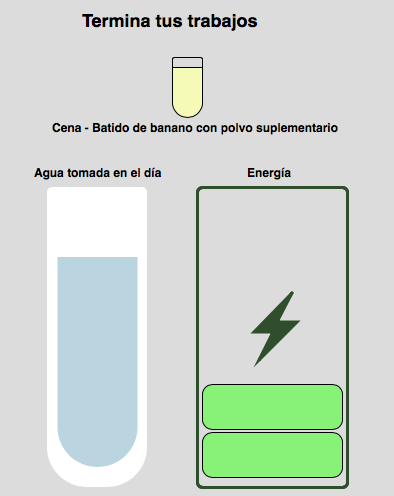 Termina tus trabajos
Cena - Batido de banano con polvo suplementario
Agua tomada en el día
Energía